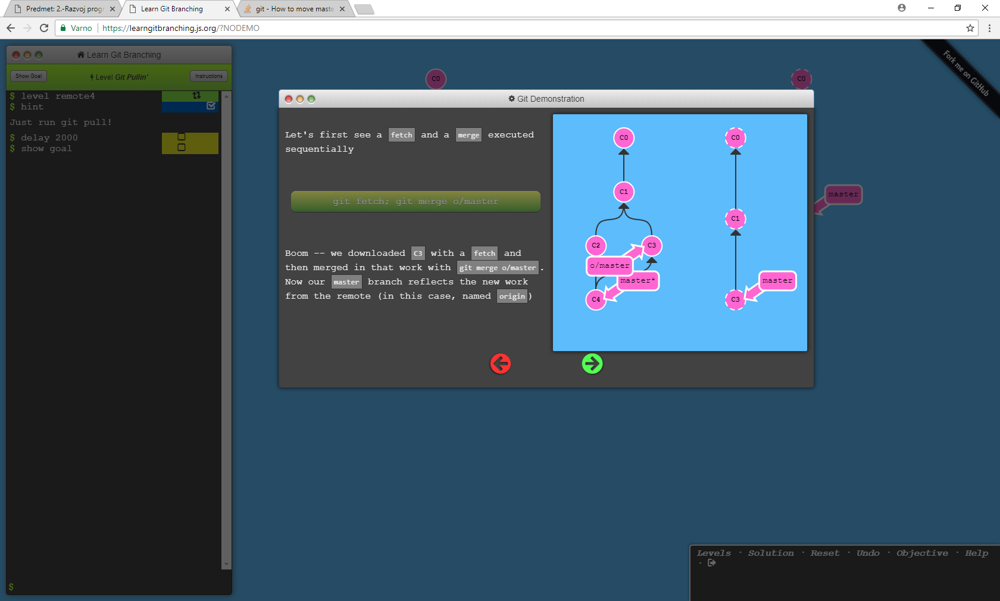 Predmet: 2.-Razvoj progr
Learn Git Branching
git - How to move maste
Varno
https://learngitbranching.js.org/?NODEMO
Fork me on GitHub
Learn Git Branching
Show Goal
Level Git Pullin'
Instructions
$ level remote4
$ hint
Just run git pull!
$ delay 2000
$ show goal
$
C0
C0
master
Git Demonstration
Let's first see a fetch and a merge executed
sequentially
git fetch; git merge o/master
Boom -- we downloaded C3 with a fetch and
then merged in that work with git merge o/master.
Now our master branch reflects the new work
from the remote (in this case, named origin)
C0
C1
C2
C3
o/master
master*
C4
C0
C1
master
C3
Levels · Solution · Reset · Undo · Objective · Help
·